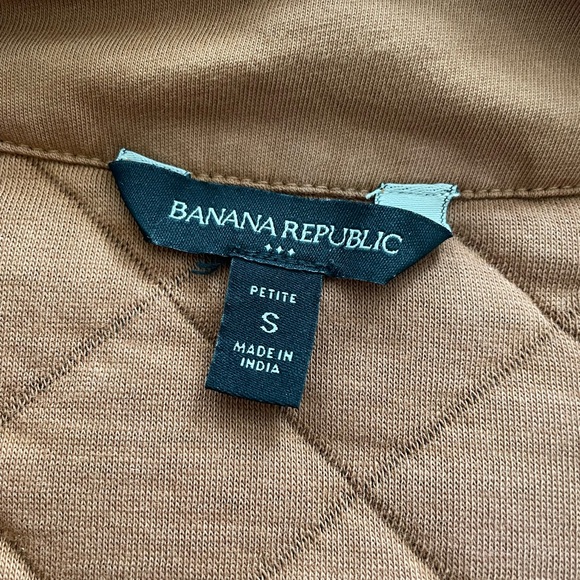 BANANA REPUBLIC
PETITE
S
MADE IN
INDIA